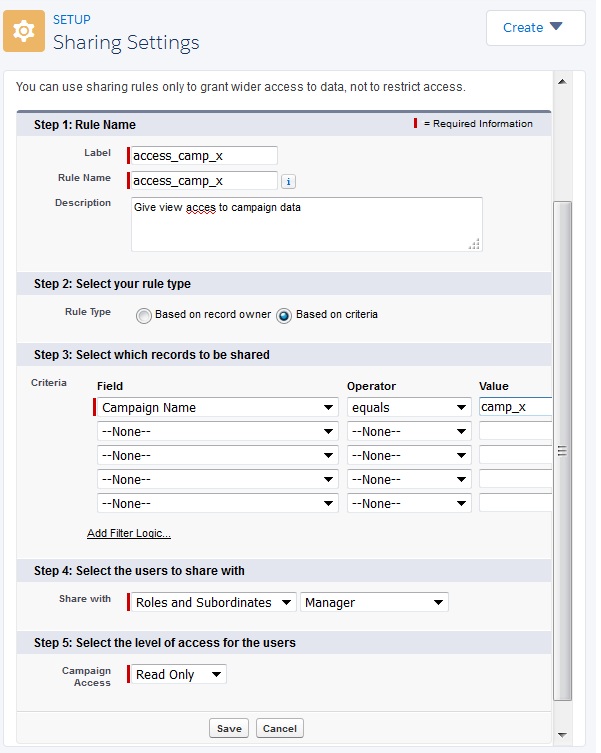 SETUP
Sharing Settings
Create
You can use sharing rules only to grant wider access to data, not to restrict access.
Step 1: Rule Name
= Required Information
Label
access_camp_x
Rule Name
access_camp_x
i
Description
Give view acces to campaign data
Step 2: Select your rule type
Rule Type
Based on record owner
Based on criteria
Step 3: Select which records to be shared
Criteria
Field Operator Value
Campaign Name equals camp_x
--None-- --None--
--None-- --None--
--None-- --None--
--None-- --None--
Add Filter Logic...
Step 4: Select the users to share with
Share with
Roles and Subordinates
Manager
Step 5: Select the level of access for the users
Campaign
Access
Read Only
Save
Cancel